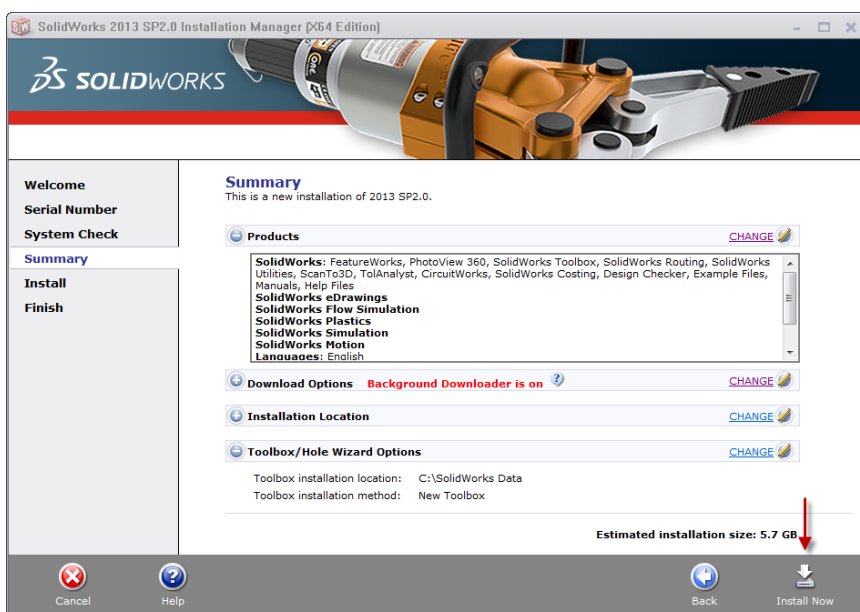 SolidWorks 2013 SP2.0 Installation Manager (X64 Edition)
SOLIDWORKS
Welcome
Serial Number
System Check
Summary
Install
Finish
Summary
This is a new installation of 2013 SP2.0.
Products
CHANGE
SolidWorks: FeatureWorks, PhotoView 360, SolidWorks Toolbox, SolidWorks Routing, SolidWorks
Utilities, ScanTo3D, TolAnalyst, CircuitWorks, SolidWorks Costing, Design Checker, Example Files,
Manuals, Help Files
SolidWorks eDrawings
SolidWorks Flow Simulation
SolidWorks Plastics
SolidWorks Simulation
SolidWorks Motion
Languages: English
Download Options Background Downloader is on
CHANGE
Installation Location
CHANGE
Toolbox/Hole Wizard Options
CHANGE
Toolbox installation location: C:\SolidWorks Data
Toolbox installation method: New Toolbox
Estimated installation size: 5.7 GB
Cancel
Help
Back
Install Now